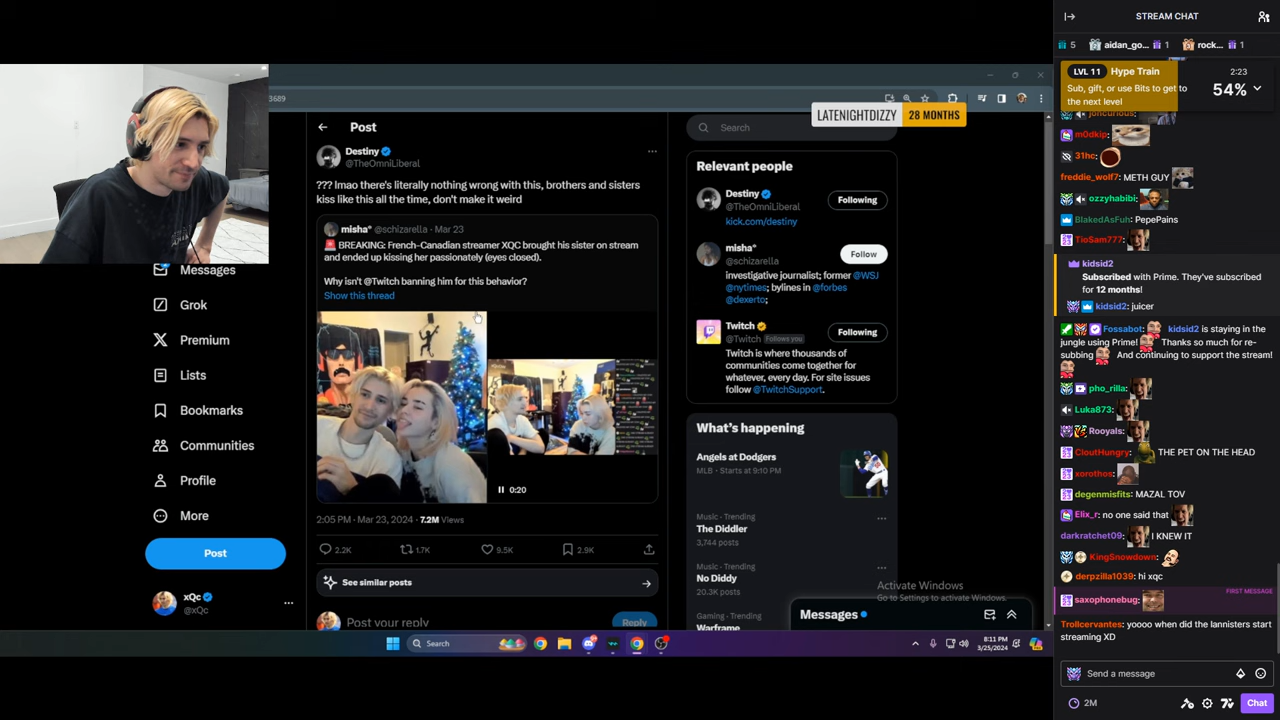 3689
LATENIGHTDIZZY 28 MONTHS
Messages
Grok
Premium
Lists
Bookmarks
Communities
Profile
More
Post
xQc
@xQc
Post
Destiny
@TheOmniLiberal
??? lmao there's literally nothing wrong with this, brothers and sisters
kiss like this all the time, don't make it weird
misha* @schizarella · Mar 23
BREAKING: French-Canadian streamer XQC brought his sister on stream
and ended up kissing her passionately (eyes closed).
Why isn't @Twitch banning him for this behavior?
Show this thread
0:20
2:05 PM · Mar 23, 2024 · 7.2M Views
2.2K 1.7K 9.5K 2.9K
See similar posts
Post your reply
Reply
Search
Relevant people
Destiny
@TheOmniLiberal
Following
kick.com/destiny
misha*
@schizarella
Follow
investigative journalist; former @WSJ
@nytimes; bylines in @forbes
@dexerto;
Twitch
@Twitch Follows you
Following
Twitch is where thousands of
communities come together for
whatever, every day. For site issues
follow @TwitchSupport.
What's happening
Angels at Dodgers
MLB · Starts at 9:10 PM
Music · Trending
The Diddler
3,744 posts
Music · Trending
No Diddy
20.3K posts
Gaming · Trending
Warframe
Activate Windows
Go to Settings to activate Windows.
Messages
Search
8:11 PM
3/25/2024
STREAM CHAT
5 aidan_go... 1 rock... 1
LVL 11 Hype Train
Sub, gift, or use Bits to get to
the next level
2:23
54%
joncurious:
m0dkip:
31hc:
freddie_wolf7: METH GUY
ozzyhabibi:
BlakedAsFuh: PepePains
TioSam777:
kidsid2
Subscribed with Prime. They've subscribed
for 12 months!
kidsid2: juicer
Fossabot: kidsid2 is staying in the
jungle using Prime! Thanks so much for re-
subbing And continuing to support the stream!
pho_rilla:
Luka873:
Rooyals:
CloutHungry: THE PET ON THE HEAD
xorothos:
degenmisfits: MAZAL TOV
Elix_r: no one said that
darkratchet09: I KNEW IT
KingSnowdown:
derpzilla1039: hi xqc
FIRST MESSAGE
saxophonebug:
Trollcervantes: yoooo when did the lannisters start
streaming XD
Send a message
2M
Chat